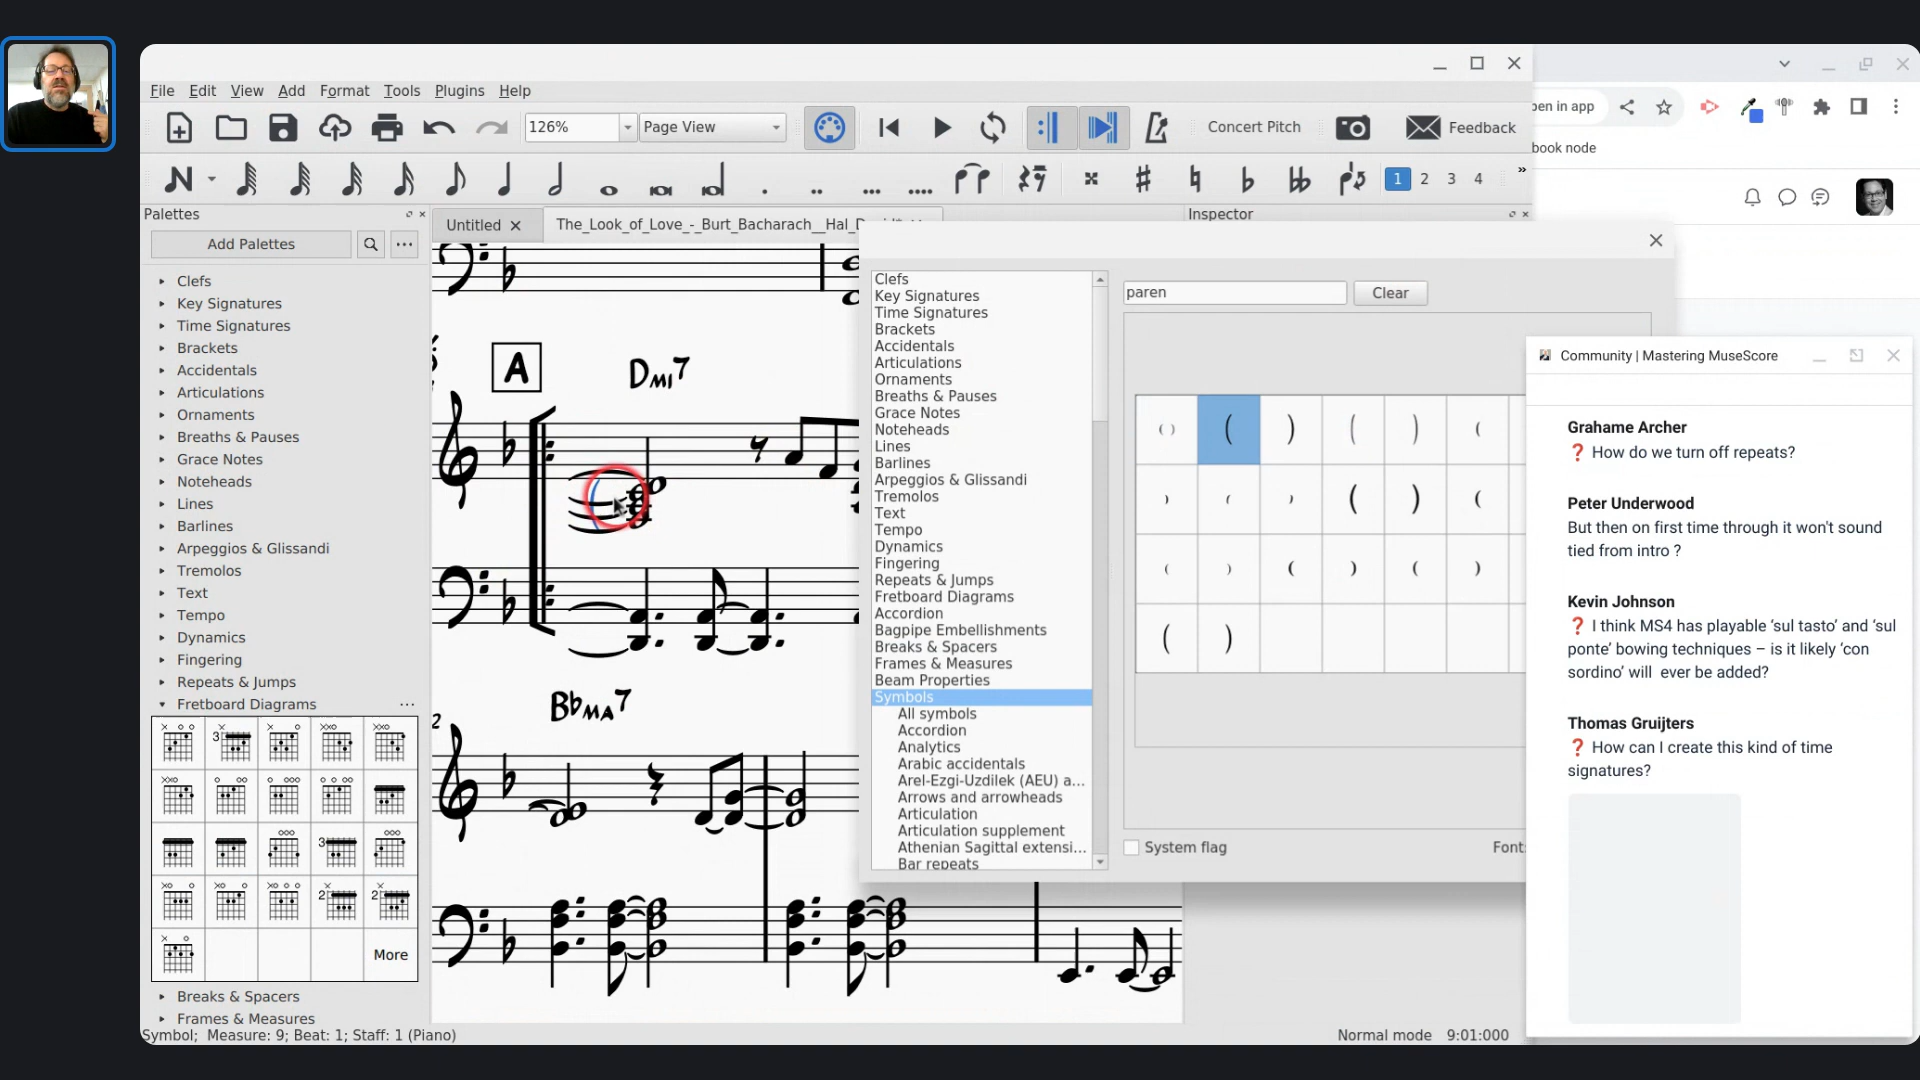 File Edit View Add Format Tools Plugins Help
126%
Page View
Concert Pitch
Feedback
1 2 3 4 »
Palettes
Add Palettes
Clefs
Key Signatures
Time Signatures
Brackets
Accidentals
Articulations
Ornaments
Breaths & Pauses
Grace Notes
Noteheads
Lines
Barlines
Arpeggios & Glissandi
Tremolos
Text
Tempo
Dynamics
Fingering
Repeats & Jumps
Fretboard Diagrams
3
3
2
2
More
Breaks & Spacers
Frames & Measures
Symbol; Measure: 9; Beat: 1; Staff: 1 (Piano)
Untitled
The_Look_of_Love_-_Burt_Bacharach__Hal_D
A
DMI7
BbMA7
2
Inspector
Clefs
Key Signatures
Time Signatures
Brackets
Accidentals
Articulations
Ornaments
Breaths & Pauses
Grace Notes
Noteheads
Lines
Barlines
Arpeggios & Glissandi
Tremolos
Text
Tempo
Dynamics
Fingering
Repeats & Jumps
Fretboard Diagrams
Accordion
Bagpipe Embellishments
Breaks & Spacers
Frames & Measures
Beam Properties
Symbols
All symbols
Accordion
Analytics
Arabic accidentals
Arel-Ezgi-Uzdilek (AEU) a...
Arrows and arrowheads
Articulation
Articulation supplement
Athenian Sagittal extensi...
Bar repeats
paren
Clear
System flag
Font:
Normal mode 9:01:000
pen in app
book node
Community | Mastering MuseScore
Grahame Archer
❓ How do we turn off repeats?
Peter Underwood
But then on first time through it won't sound
tied from intro ?
Kevin Johnson
❓ I think MS4 has playable ‘sul tasto’ and ‘sul
ponte’ bowing techniques – is it likely ‘con
sordino’ will ever be added?
Thomas Gruijters
❓ How can I create this kind of time
signatures?